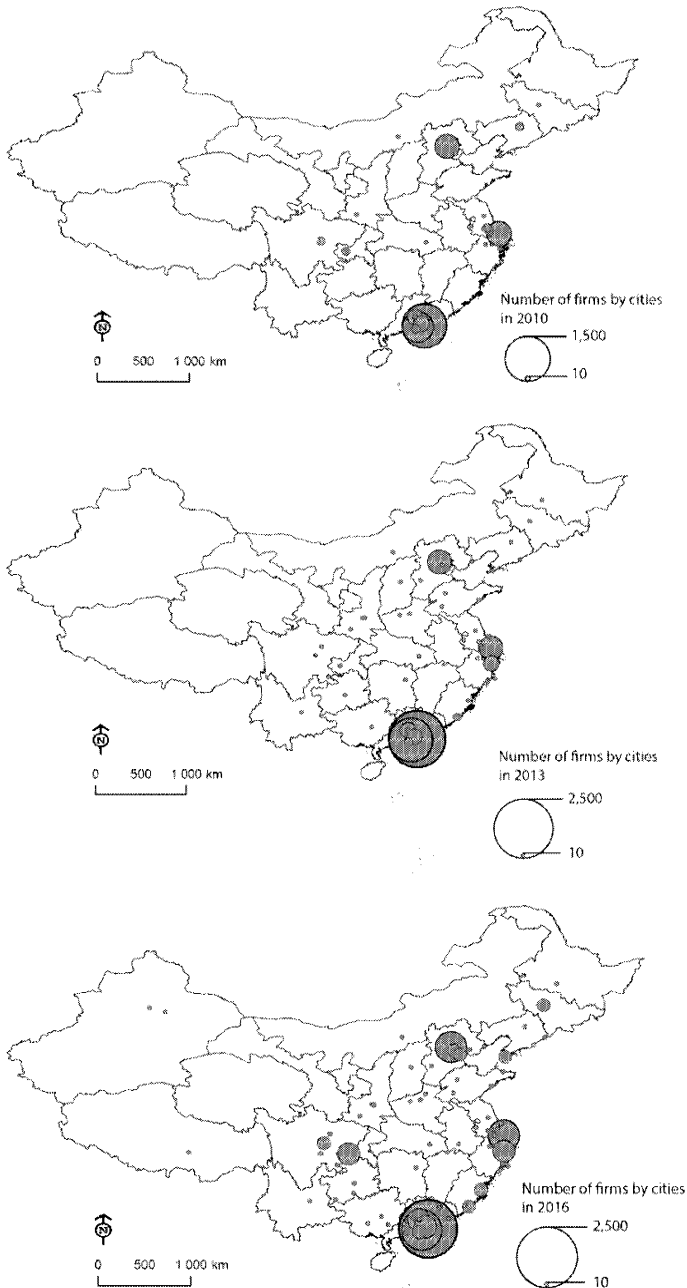 Number of firms by cities
in 2010
1,500
10
N
0 500 1 000 km
Number of firms by cities
in 2013
2,500
10
N
0 500 1 000 km
Number of firms by cities
in 2016
2,500
10
N
0 500 1 000 km